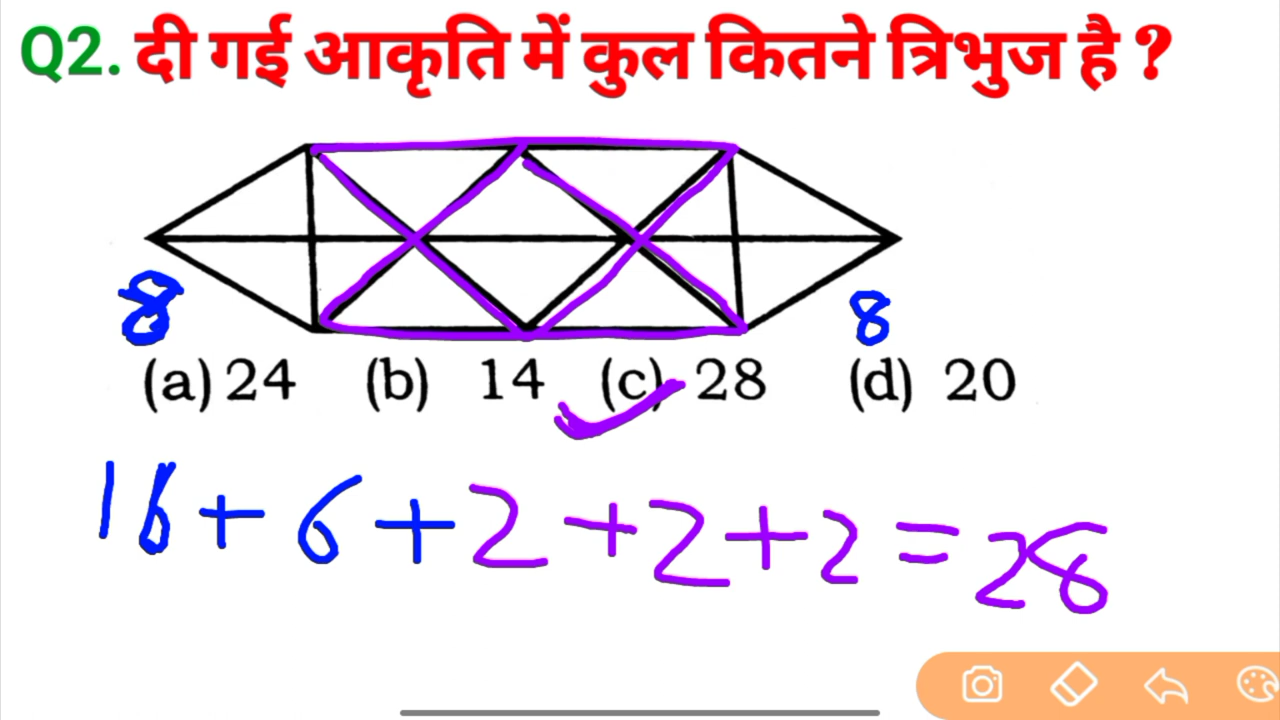 Q2. दी गई आकृति में कुल कितने त्रिभुज है ?
8 8
(a) 24 (b) 14 (c) 28 (d) 20
16 + 6 + 2 + 2 + 2 = 28